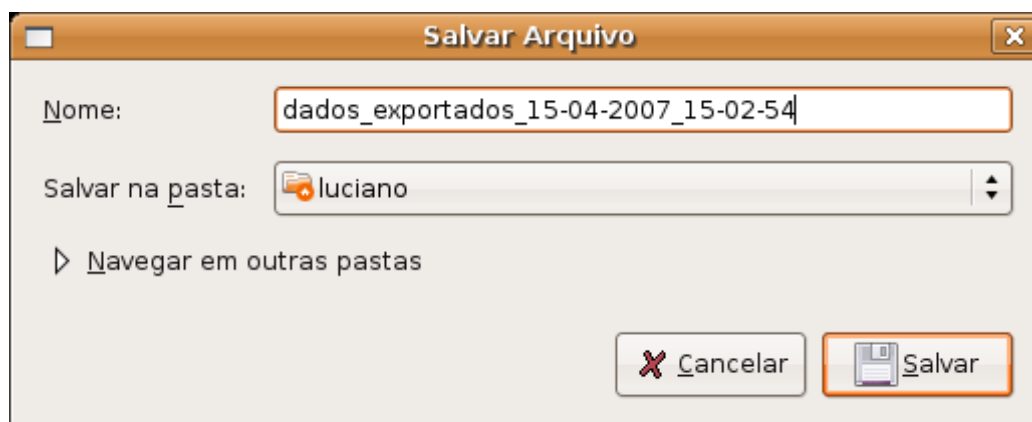 Salvar Arquivo
Nome: dados_exportados_15-04-2007_15-02-54
Salvar na pasta: luciano
Navegar em outras pastas
Cancelar Salvar